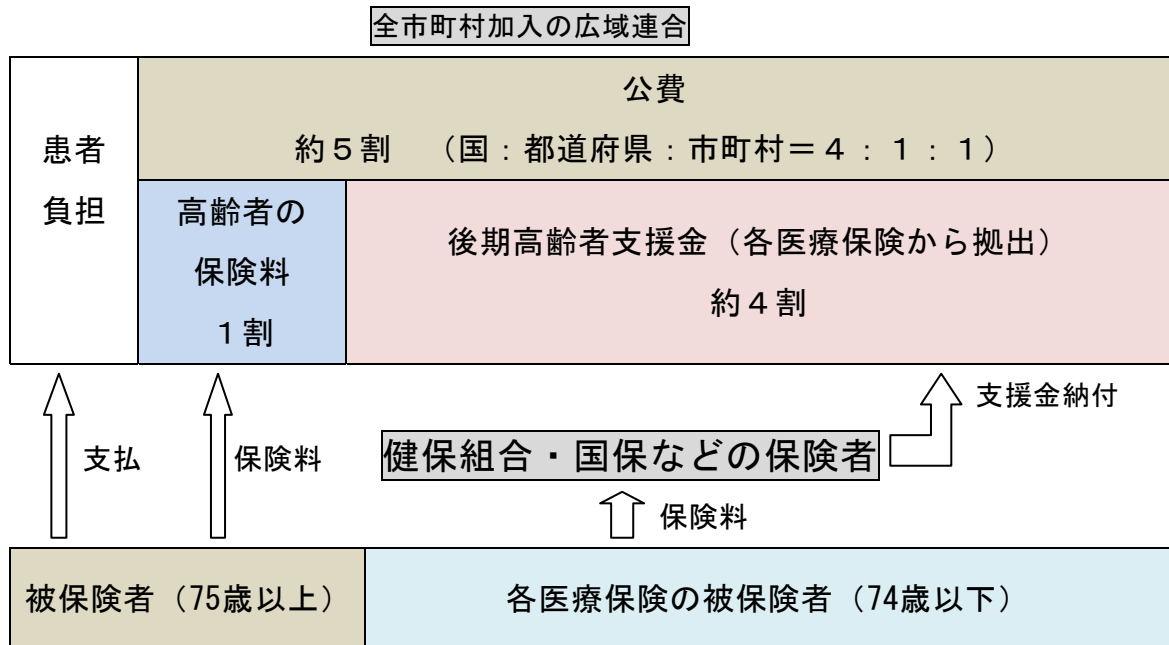 全市町村加入の広域連合
公費
約５割　（国：都道府県：市町村＝４：１：１）
患者
負担
高齢者の
保険料
１割
後期高齢者支援金（各医療保険から拠出）
約４割
支払
保険料
健保組合・国保などの保険者
支援金納付
保険料
被保険者（75歳以上）
各医療保険の被保険者（74歳以下）